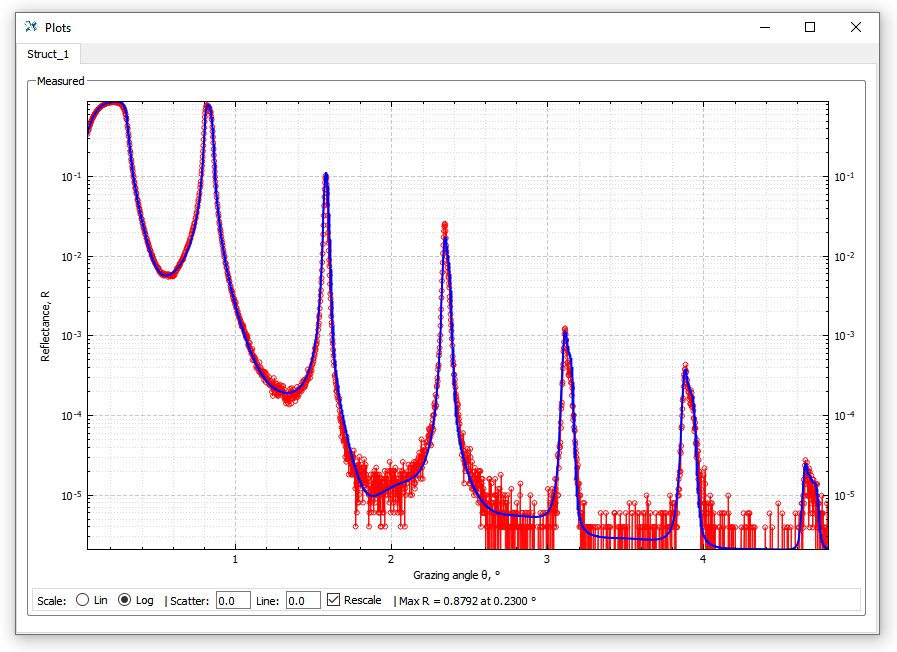 Plots
Struct_1
Measured
10⁻¹ 10⁻¹
10⁻² 10⁻²
10⁻³ 10⁻³
10⁻⁴ 10⁻⁴
10⁻⁵ 10⁻⁵
Reflectance, R
1 2 3 4
Grazing angle θ, °
Scale: Lin Log | Scatter: 0.0 Line: 0.0 Rescale | Max R = 0.8792 at 0.2300 °